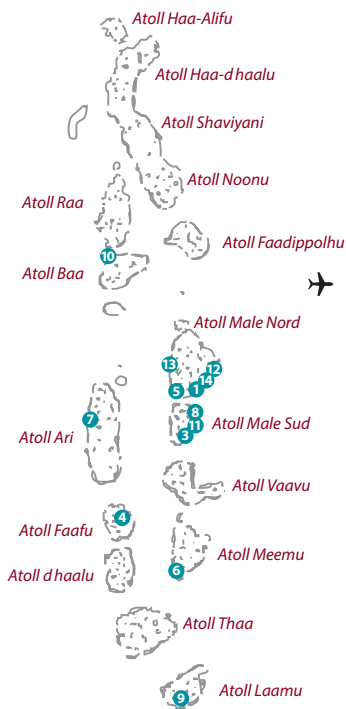 Atoll Haa-Alifu
Atoll Haa-d haalu
Atoll Shaviyani
Atoll Noonu
Atoll Raa
Atoll Faadippolhu
10
Atoll Baa
Atoll Male Nord
13
12
14
5
1
7
8
11
Atoll Male Sud
3
Atoll Ari
Atoll Vaavu
4
Atoll Faafu
Atoll Meemu
6
Atoll d haalu
Atoll Thaa
Atoll Laamu
9